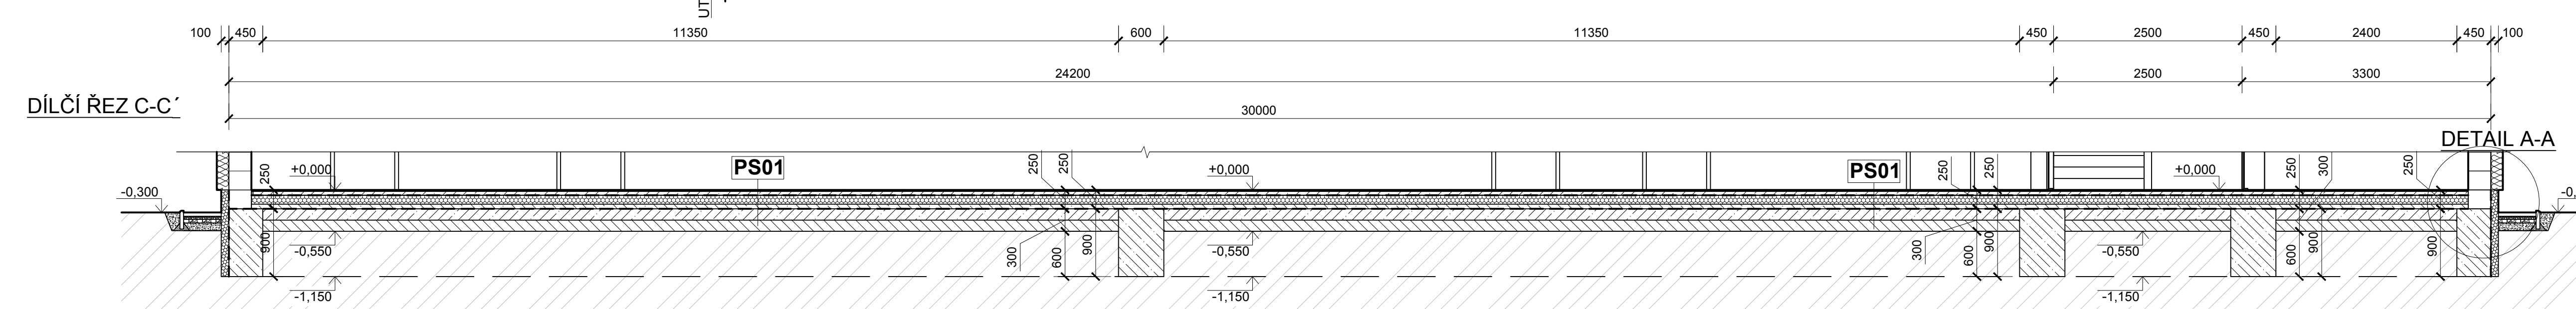 UT
100 450 11350 600 11350 450 2500 450 2400 450 100
24200 2500 3300
30000
DÍLČÍ ŘEZ C-C´
DETAIL A-A
PS01
PS01
250 +0,000 250 250 +0,000 250 250 +0,000 250 300 250
-0,300
900 -0,550 300 600 900 -0,550 300 600 900 -0,550 600 900 900
-1,150 -1,150 -1,150